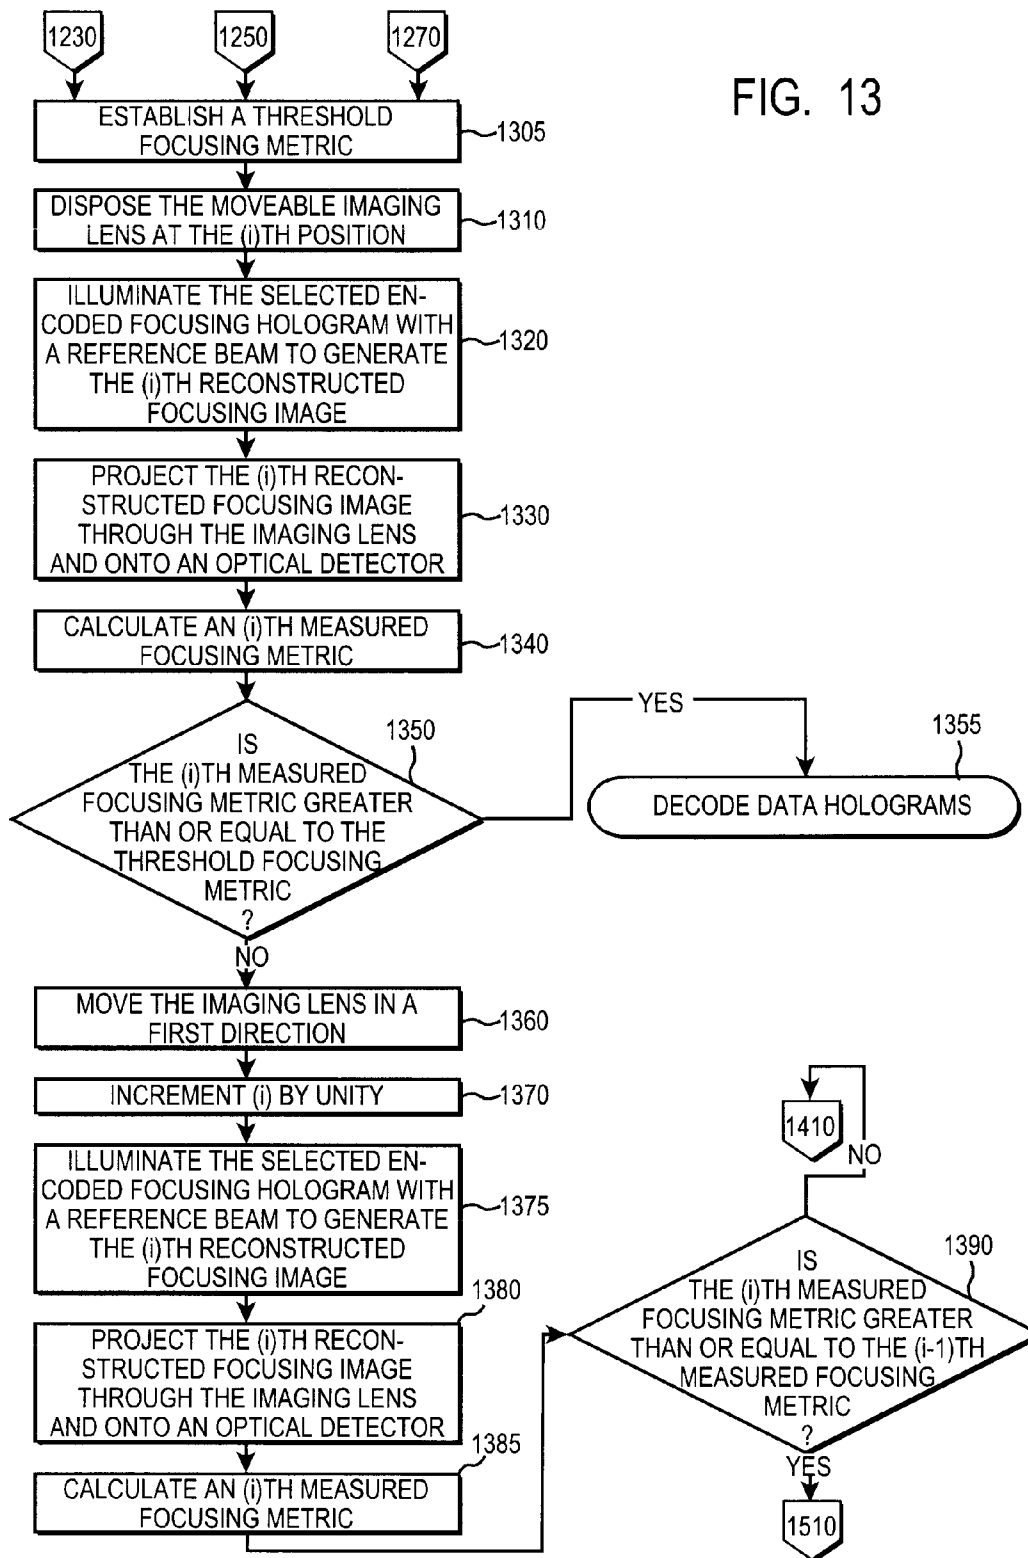 1230
1250
1270
FIG. 13
ESTABLISH A THRESHOLD
FOCUSING METRIC
1305
DISPOSE THE MOVEABLE IMAGING
LENS AT THE (i)TH POSITION
1310
ILLUMINATE THE SELECTED EN-
CODED FOCUSING HOLOGRAM WITH
A REFERENCE BEAM TO GENERATE
THE (i)TH RECONSTRUCTED
FOCUSING IMAGE
1320
PROJECT THE (i)TH RECON-
STRUCTED FOCUSING IMAGE
THROUGH THE IMAGING LENS
AND ONTO AN OPTICAL DETECTOR
1330
CALCULATE AN (i)TH MEASURED
FOCUSING METRIC
1340
IS
THE (i)TH MEASURED
FOCUSING METRIC GREATER
THAN OR EQUAL TO THE
THRESHOLD FOCUSING
METRIC
?
1350
YES
1355
DECODE DATA HOLOGRAMS
NO
MOVE THE IMAGING LENS IN A
FIRST DIRECTION
1360
INCREMENT (i) BY UNITY
1370
ILLUMINATE THE SELECTED EN-
CODED FOCUSING HOLOGRAM WITH
A REFERENCE BEAM TO GENERATE
THE (i)TH RECONSTRUCTED
FOCUSING IMAGE
1375
1380
PROJECT THE (i)TH RECON-
STRUCTED FOCUSING IMAGE
THROUGH THE IMAGING LENS
AND ONTO AN OPTICAL DETECTOR
1385
CALCULATE AN (i)TH MEASURED
FOCUSING METRIC
1410
NO
1390
IS
THE (i)TH MEASURED
FOCUSING METRIC GREATER
THAN OR EQUAL TO THE (i-1)TH
MEASURED FOCUSING
METRIC
?
YES
1510